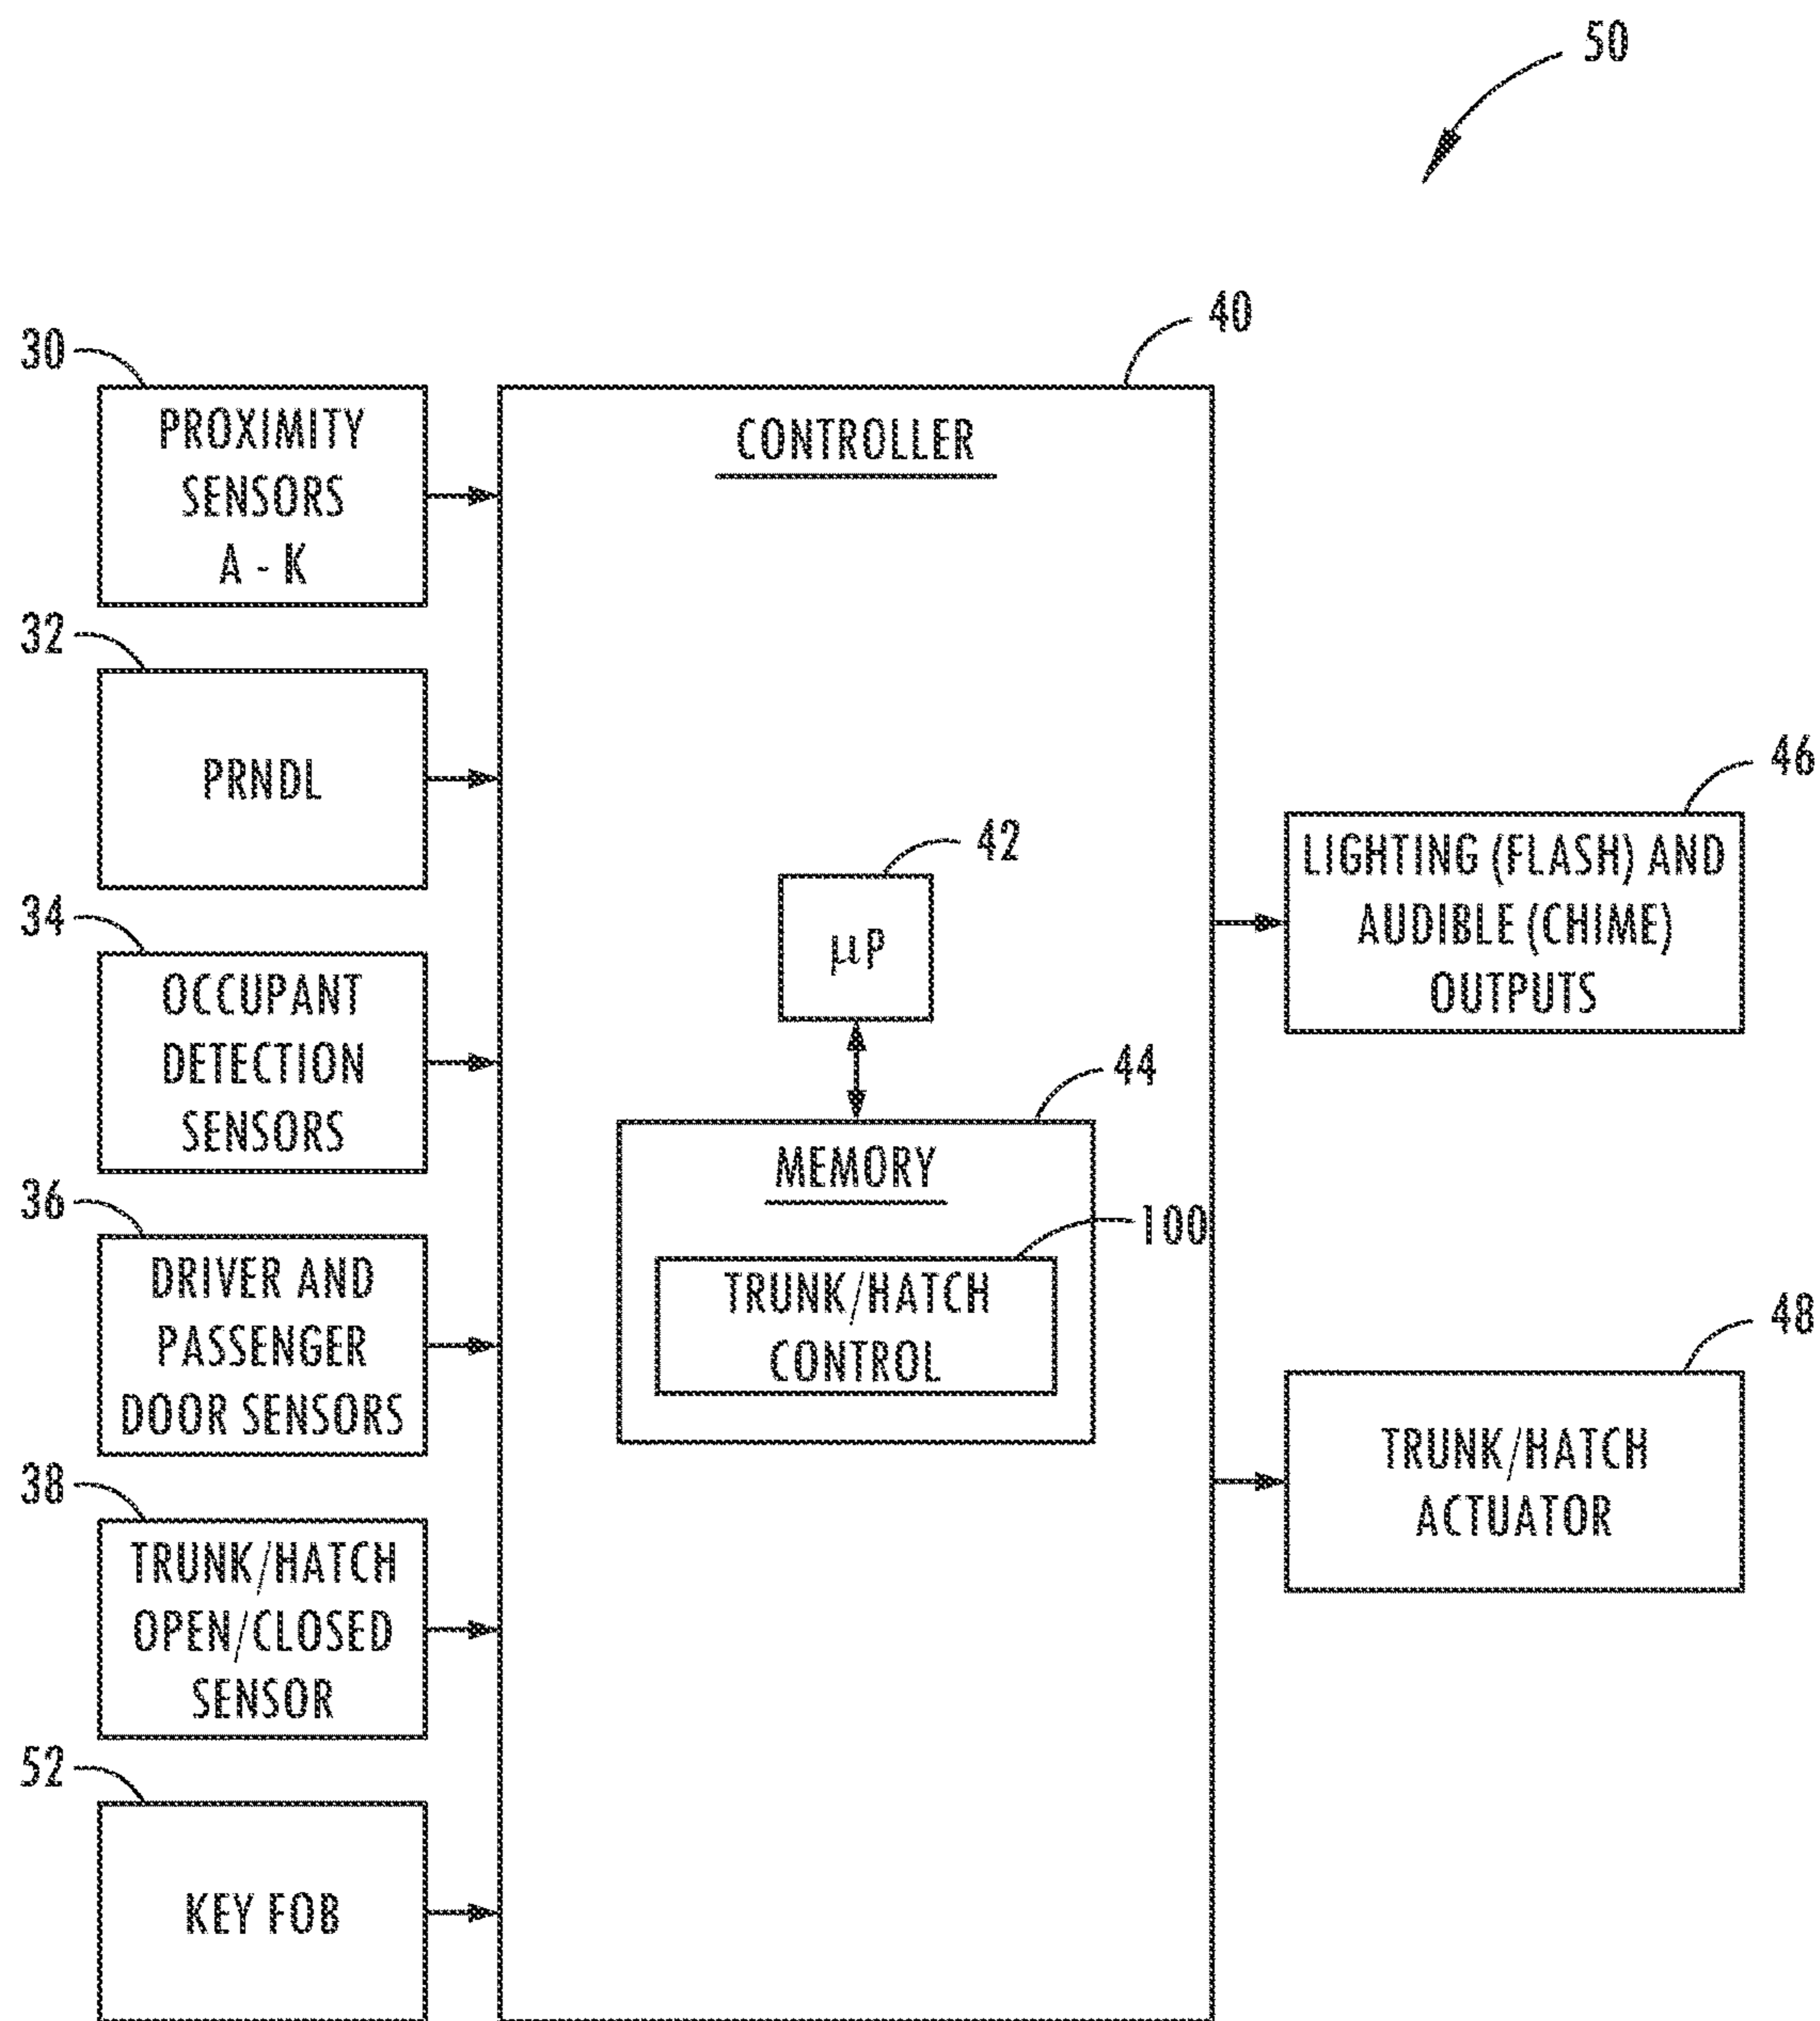 50
40
30
PROXIMITY
SENSORS
A - K
CONTROLLER
32
PRNDL
46
LIGHTING (FLASH) AND
AUDIBLE (CHIME)
OUTPUTS
42
μP
34
OCCUPANT
DETECTION
SENSORS
44
MEMORY
100
TRUNK/HATCH
CONTROL
36
DRIVER AND
PASSENGER
DOOR SENSORS
48
TRUNK/HATCH
ACTUATOR
38
TRUNK/HATCH
OPEN/CLOSED
SENSOR
52
KEY FOB